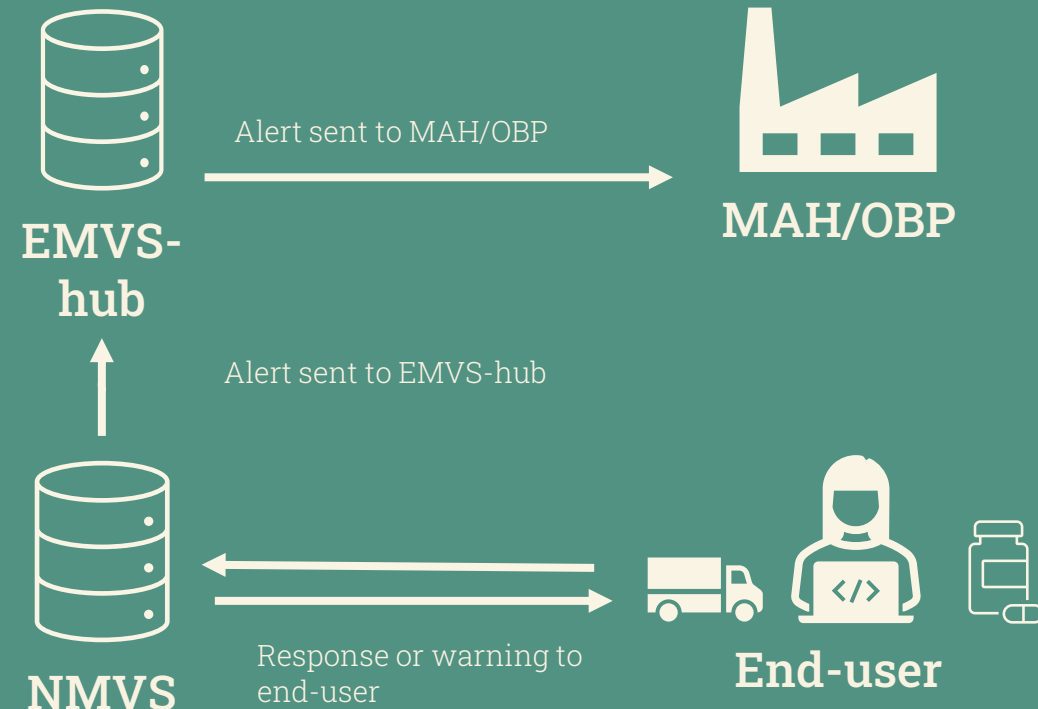 Alert sent to MAH/OBP
EMVS-
hub
MAH/OBP
Alert sent to EMVS-hub
</>
Response or warning to
end-user
NMVS
End-user